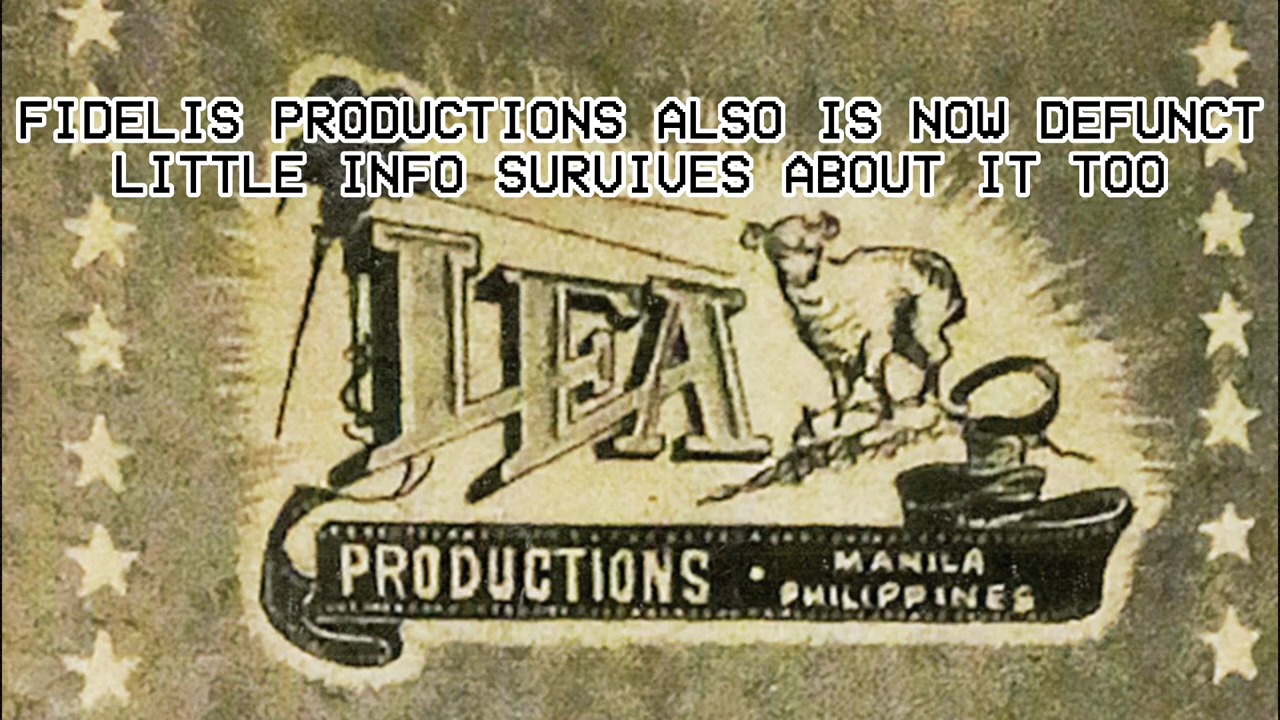 FIDELIS PRODUCTIONS ALSO IS NOW DEFUNCT
LITTLE INFO SURVIVES ABOUT IT TOO
LEA
PRODUCTIONS · MANILA
PHILIPPINES